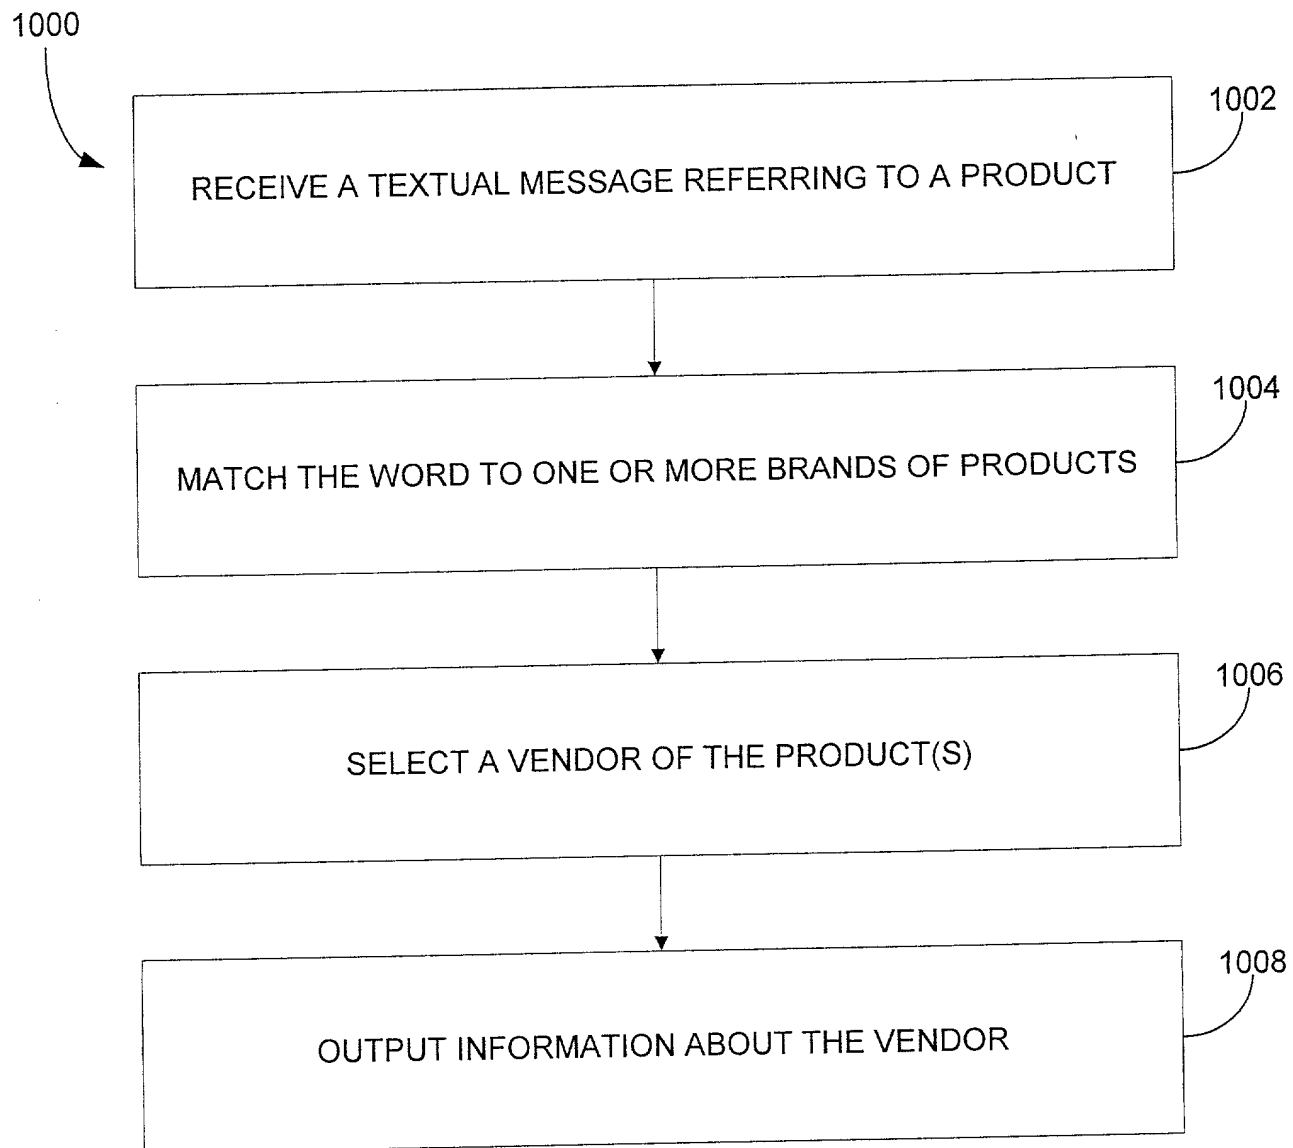 1000
1002
RECEIVE A TEXTUAL MESSAGE REFERRING TO A PRODUCT
1004
MATCH THE WORD TO ONE OR MORE BRANDS OF PRODUCTS
1006
SELECT A VENDOR OF THE PRODUCT(S)
1008
OUTPUT INFORMATION ABOUT THE VENDOR